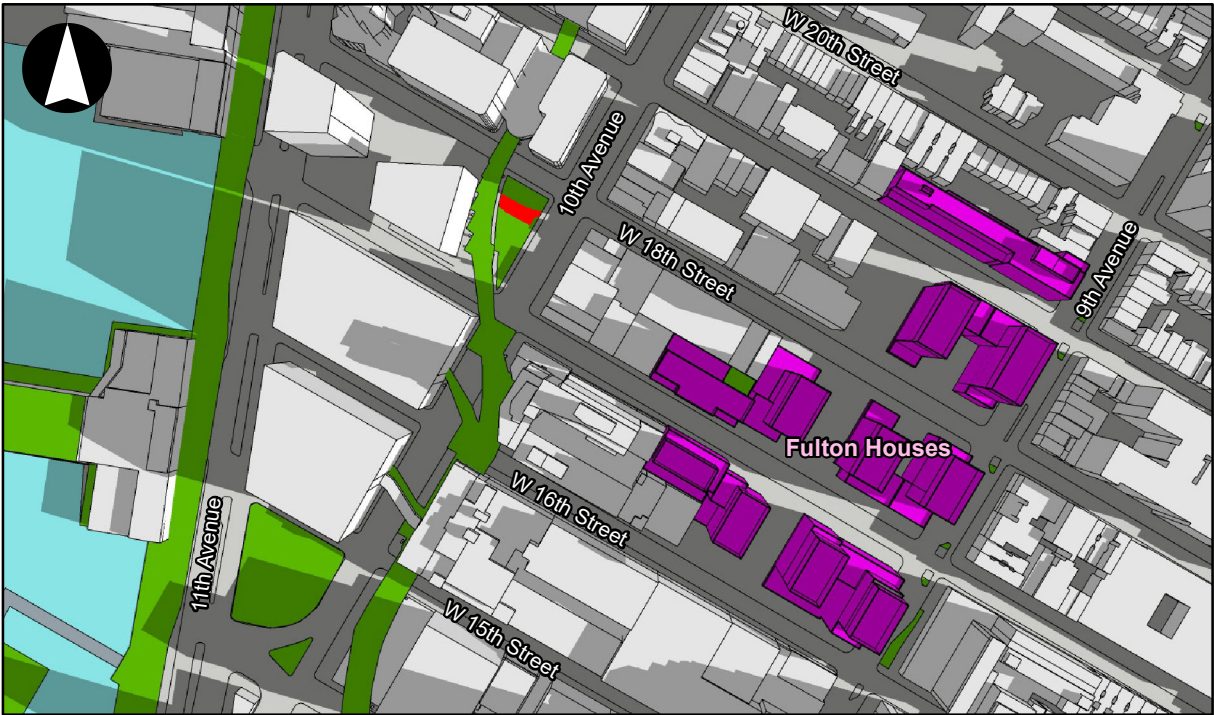 W 20th Street
10th Avenue
W 18th Street
9th Avenue
Fulton Houses
W 16th Street
11th Avenue
W 15th Street